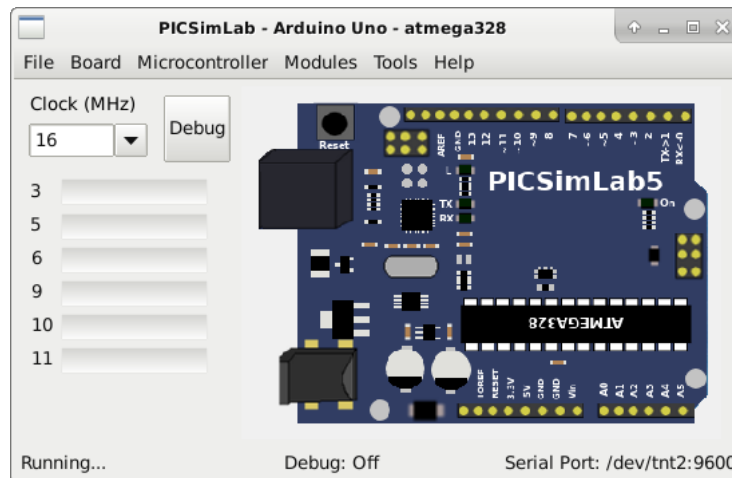 PICSimLab - Arduino Uno - atmega328
File Board Microcontroller Modules Tools Help
Clock (MHz)
16
Debug
3
5
6
9
10
11
Reset
AREF
GND
13
12
~11
~10
~9
8
7
~6
~5
4
~3
2
TX->1
RX<-0
L
TX
RX
PICSimLab5
On
ATMEGA328
IOREF
RESET
3.3V
5V
GND
GND
Vin
A0
A1
A2
A3
A4
A5
Running...
Debug: Off
Serial Port: /dev/tnt2:9600